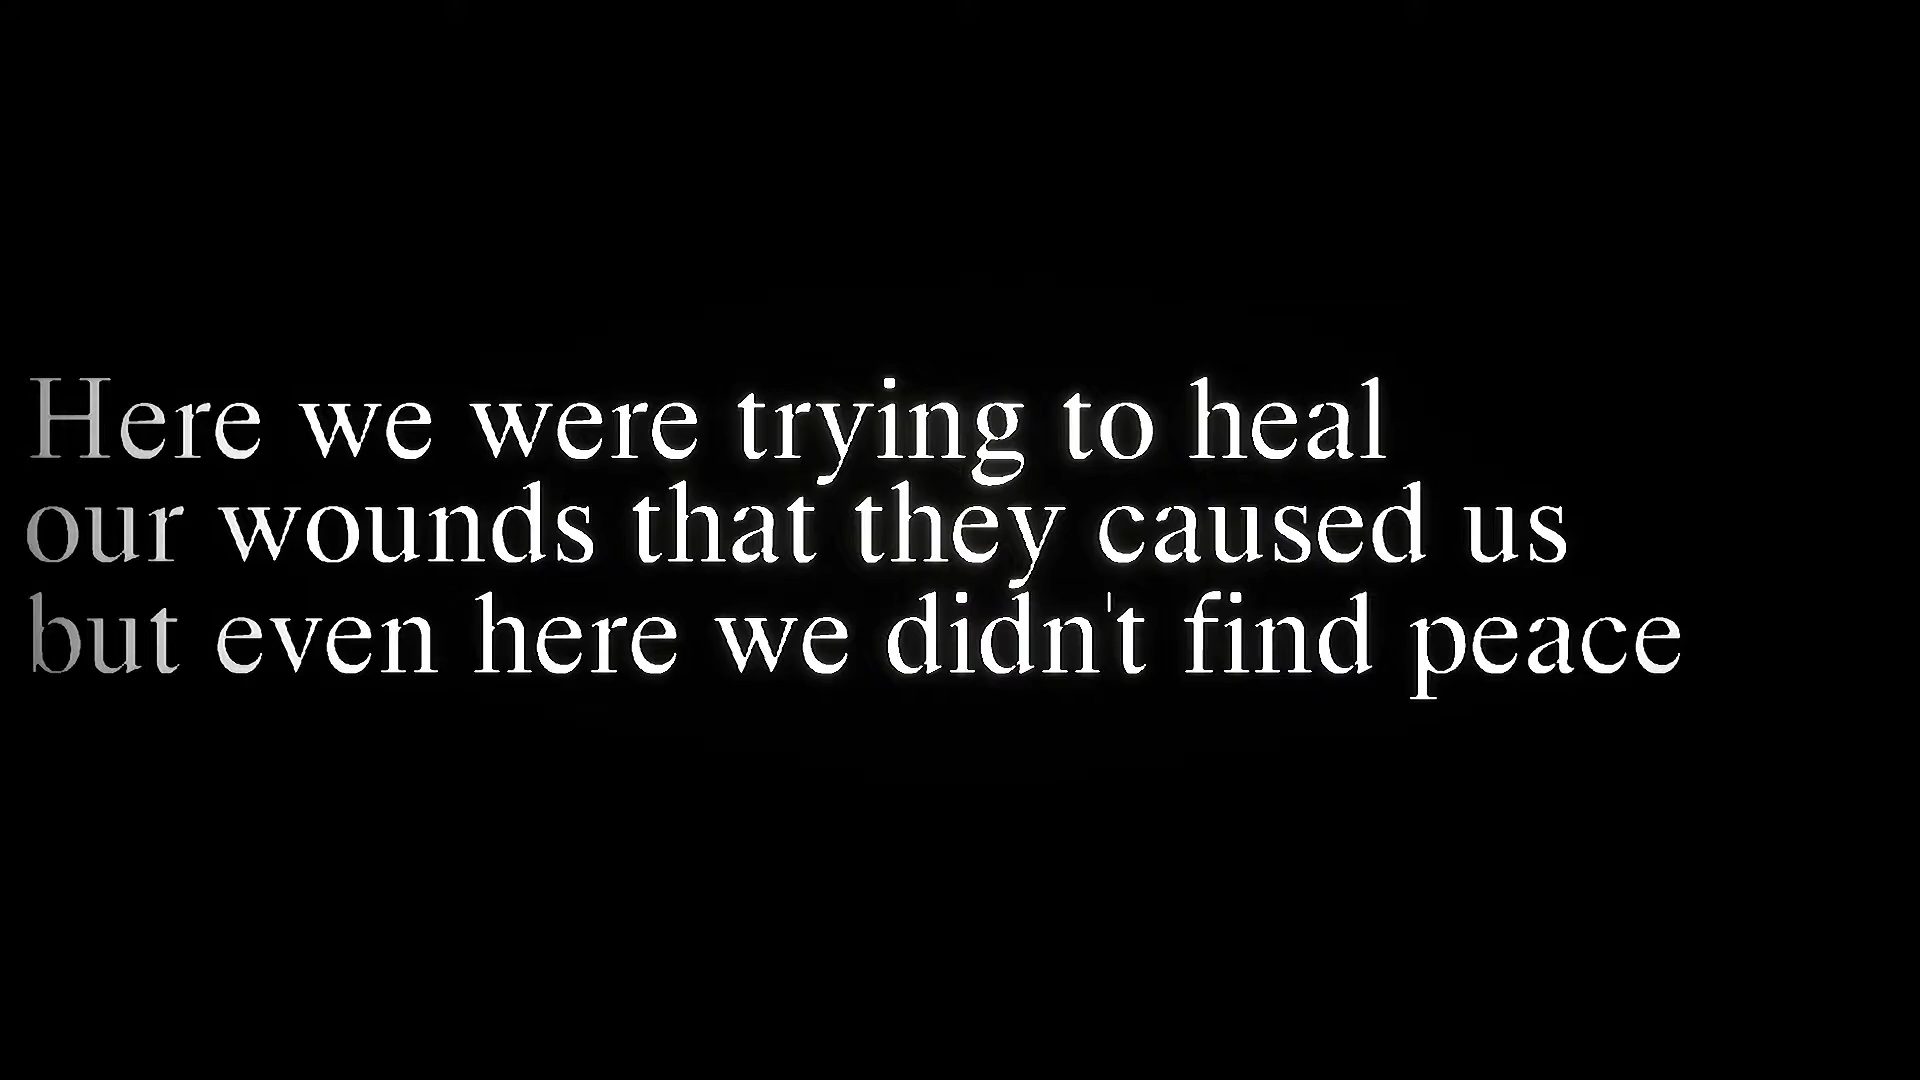 Here we were trying to heal
our wounds that they caused us
but even here we didn't find peace